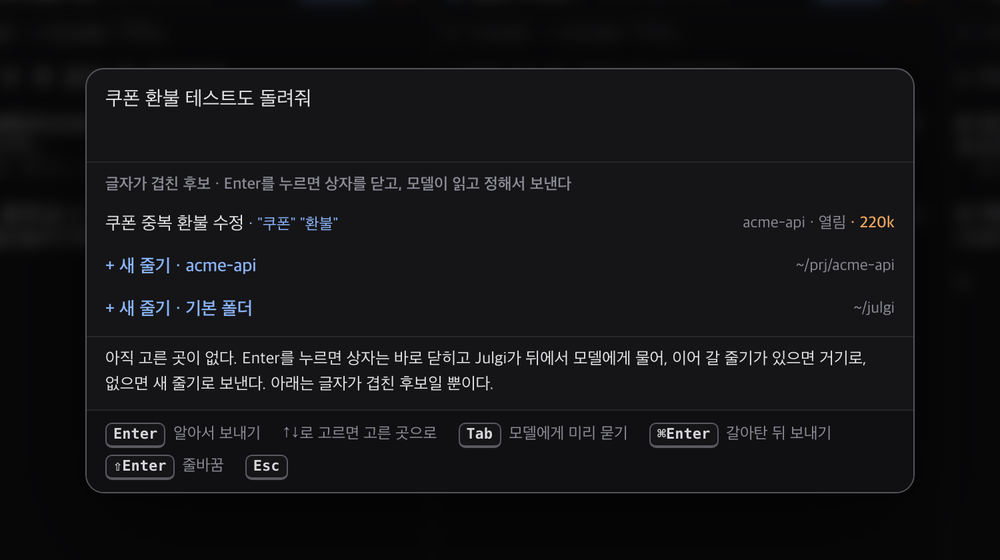 쿠폰 환불 테스트도 돌려줘
글자가 겹친 후보 · Enter를 누르면 상자를 닫고, 모델이 읽고 정해서 보낸다
쿠폰 중복 환불 수정 · "쿠폰" "환불" acme-api · 열림 · 220k
+ 새 줄기 · acme-api ~/prj/acme-api
+ 새 줄기 · 기본 폴더 ~/julgi
아직 고른 곳이 없다. Enter를 누르면 상자는 바로 닫히고 Julgi가 뒤에서 모델에게 물어, 이어 갈 줄기가 있으면 거기로,
없으면 새 줄기로 보낸다. 아래는 글자가 겹친 후보일 뿐이다.
Enter 알아서 보내기 ↑↓로 고르면 고른 곳으로 Tab 모델에게 미리 묻기 ⌘Enter 갈아탄 뒤 보내기
⇧Enter 줄바꿈 Esc